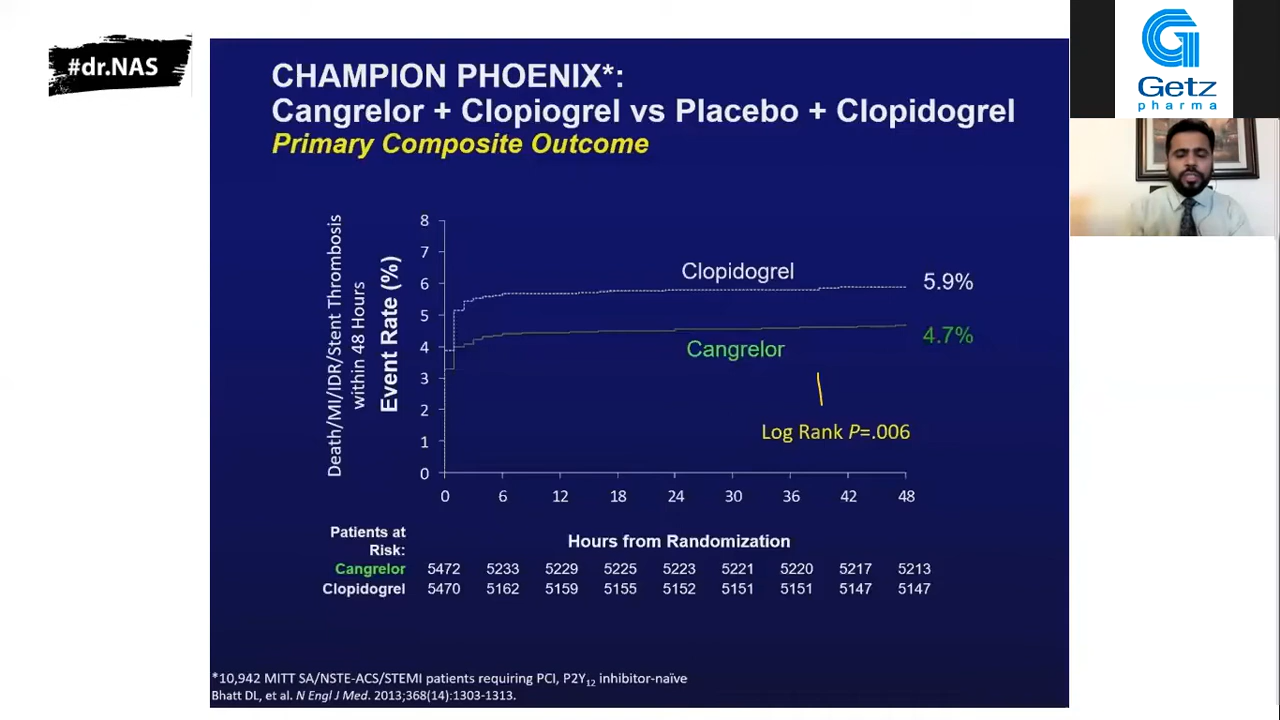 #dr.NAS
Getz
pharma
CHAMPION PHOENIX*:
Cangrelor + Clopiogrel vs Placebo + Clopidogrel
Primary Composite Outcome
Death/MI/IDR/Stent Thrombosis
within 48 Hours
Event Rate (%)
8
7
6
5
4
3
2
1
0
Clopidogrel
5.9%
4.7%
Cangrelor
Log Rank P=.006
0 6 12 18 24 30 36 42 48
Hours from Randomization
Patients at
Risk:
Cangrelor 5472 5233 5229 5225 5223 5221 5220 5217 5213
Clopidogrel 5470 5162 5159 5155 5152 5151 5151 5147 5147
*10,942 MITT SA/NSTE-ACS/STEMI patients requiring PCI, P2Y12 inhibitor-naïve
Bhatt DL, et al. N Engl J Med. 2013;368(14):1303-1313.